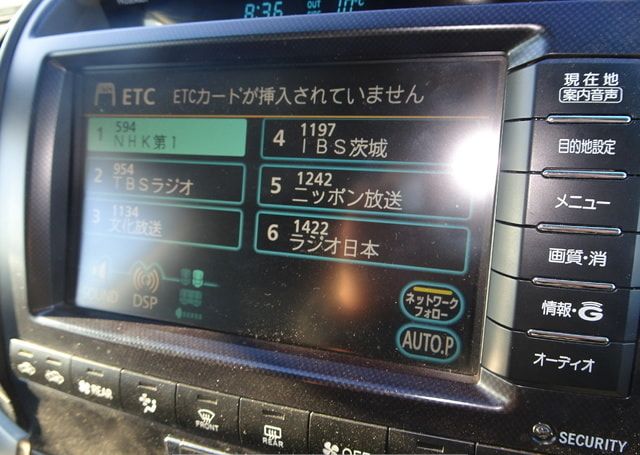 8:36 OUT SIDE 10℃
ETC ETCカードが挿入されていません
1 594 NHK第1
2 954 TBSラジオ
3 1134 文化放送
4 1197 IBS茨城
5 1242 ニッポン放送
6 1422 ラジオ日本
SOUND DSP
ネットワーク
フォロー
AUTO.P
現在地
案内音声
目的地設定
メニュー
画質・消
情報・G
オーディオ
SECURITY
REAR
FRONT
REAR
OFF